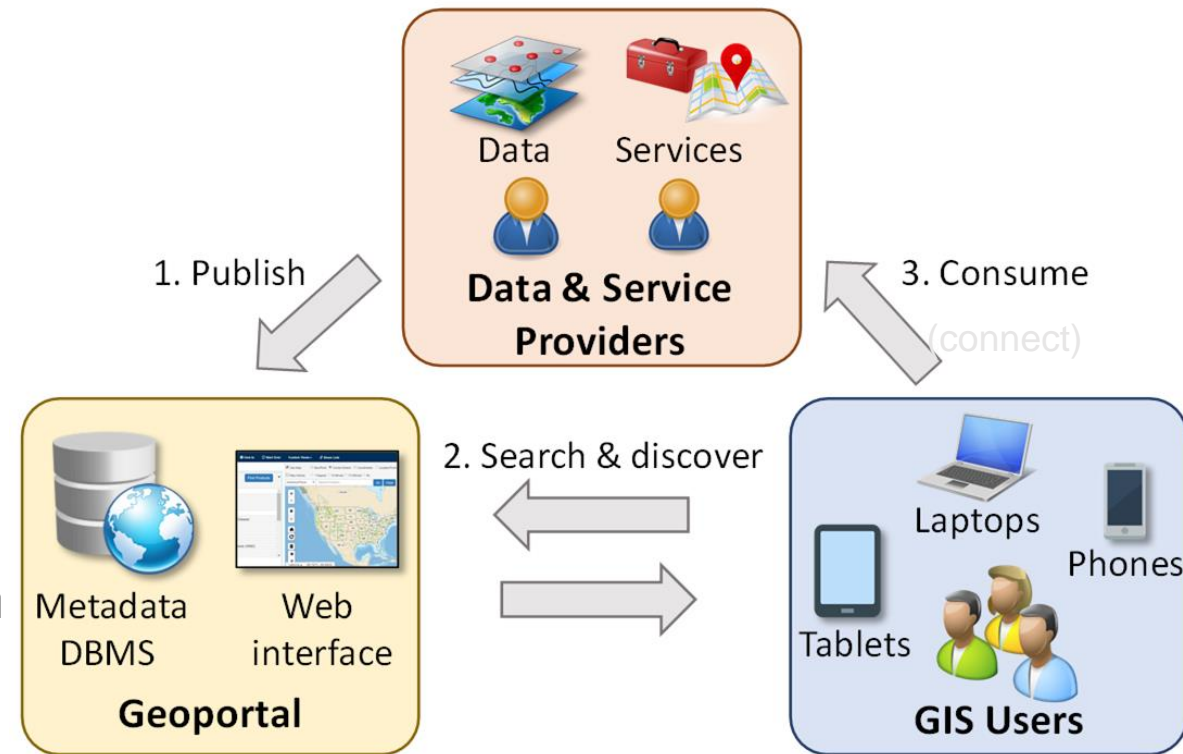 Data Services
Data & Service
Providers
1. Publish
3. Consume
(connect)
2. Search & discover
Metadata
DBMS
Web
interface
Geoportal
Laptops
Phones
Tablets
GIS Users